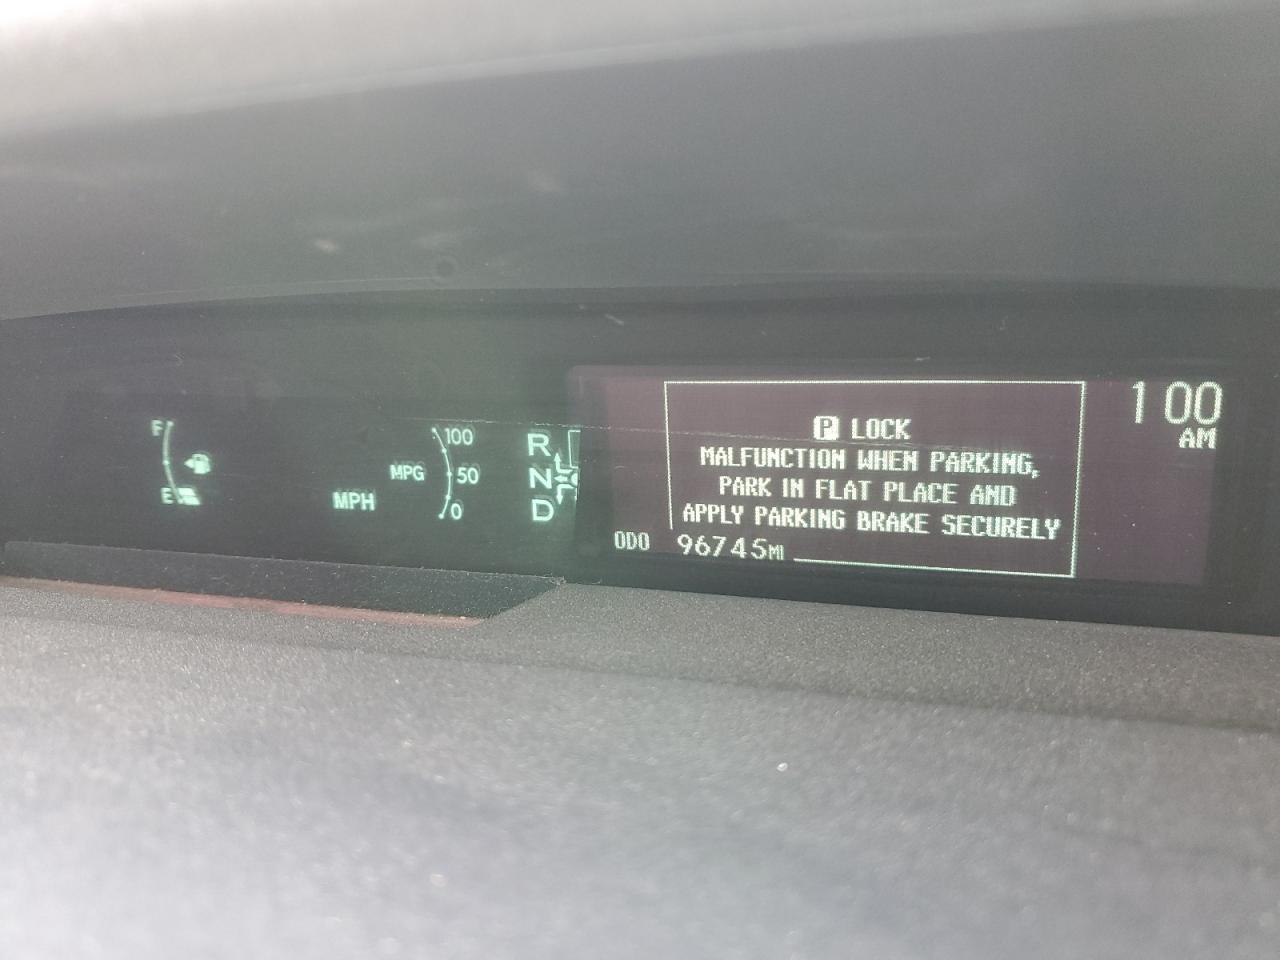 F
E
MPH
MPG
100
50
0
R
N
D
P LOCK
MALFUNCTION WHEN PARKING,
PARK IN FLAT PLACE AND
APPLY PARKING BRAKE SECURELY
ODO 96745MI
1 00
AM